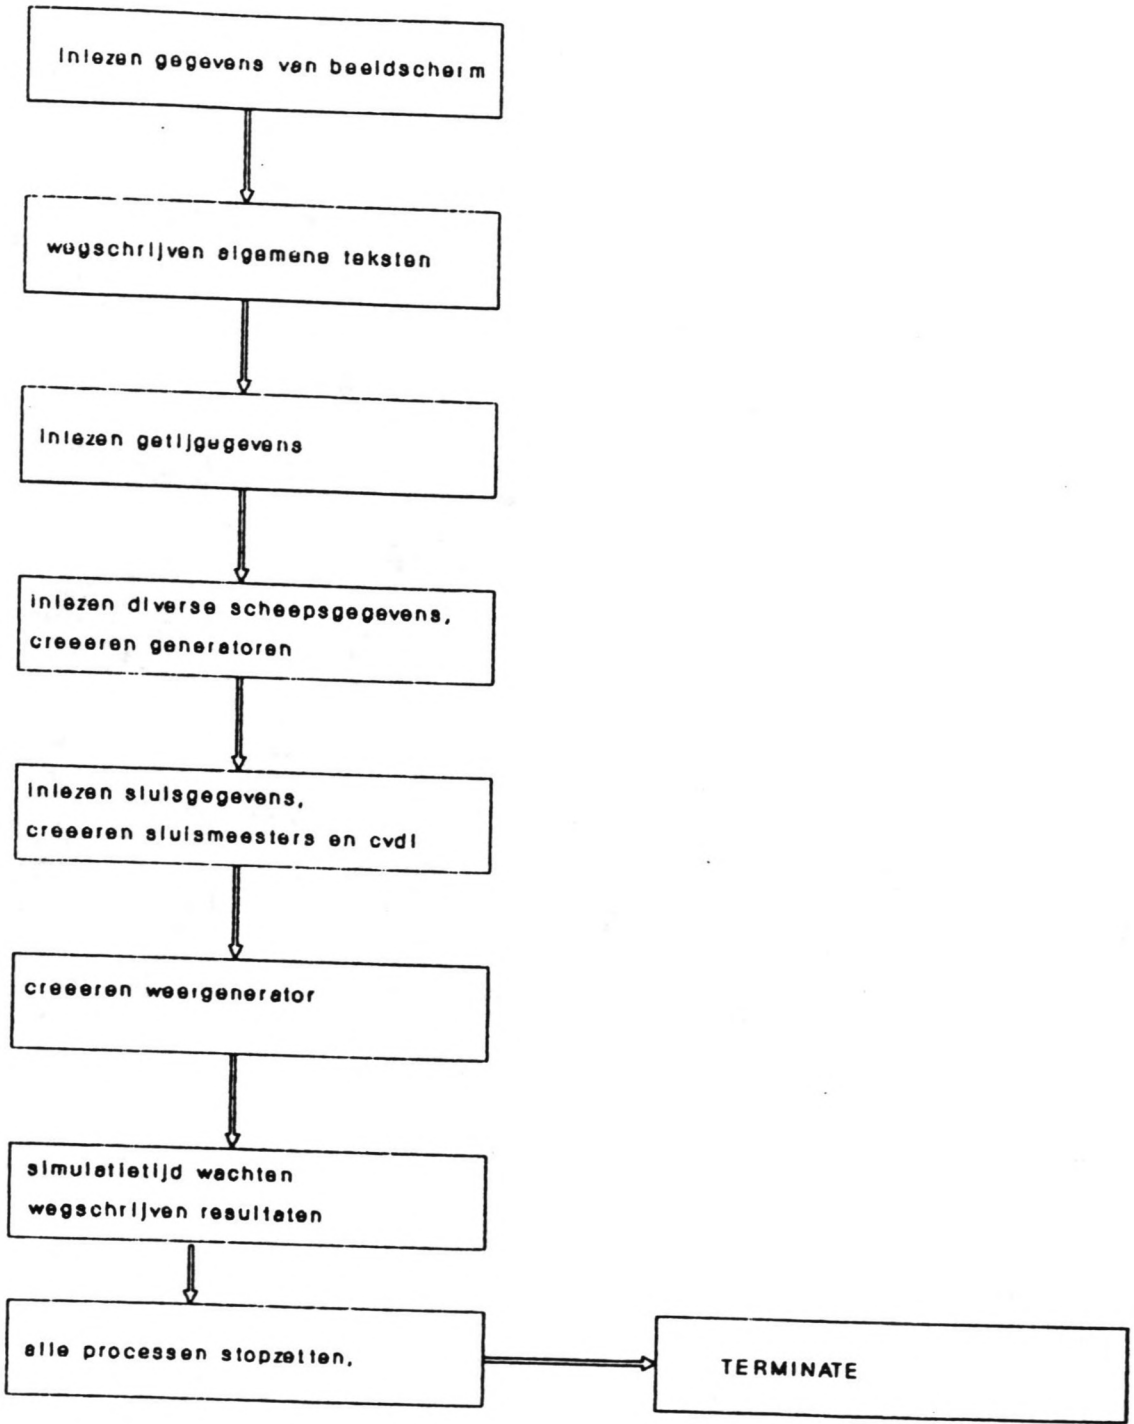 inlezen gegevens van beeldscherm
wegschrijven algemene teksten
inlezen getijgegevens
inlezen diverse scheepsgegevens,
creeeren generatoren
inlezen sluisgegevens,
creeeren sluismeesters en cvdl
creeeren weergenerator
simulatietijd wachten
wegschrijven resultaten
alle processen stopzetten.
TERMINATE